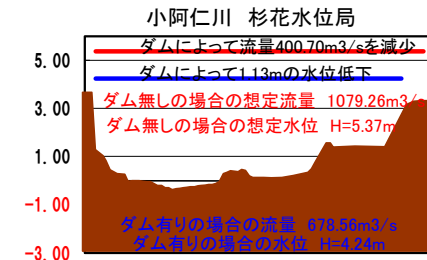 小阿仁川 杉花水位局
ダムによって流量400.70m3/sを減少
5.00
ダムによって1.13mの水位低下
3.00
ダム無しの場合の想定流量 1079.26m3/s
ダム無しの場合の想定水位 H=5.37m
1.00
-1.00
ダム有りの場合の流量 678.56m3/s
ダム有りの場合の水位 H=4.24m
-3.00